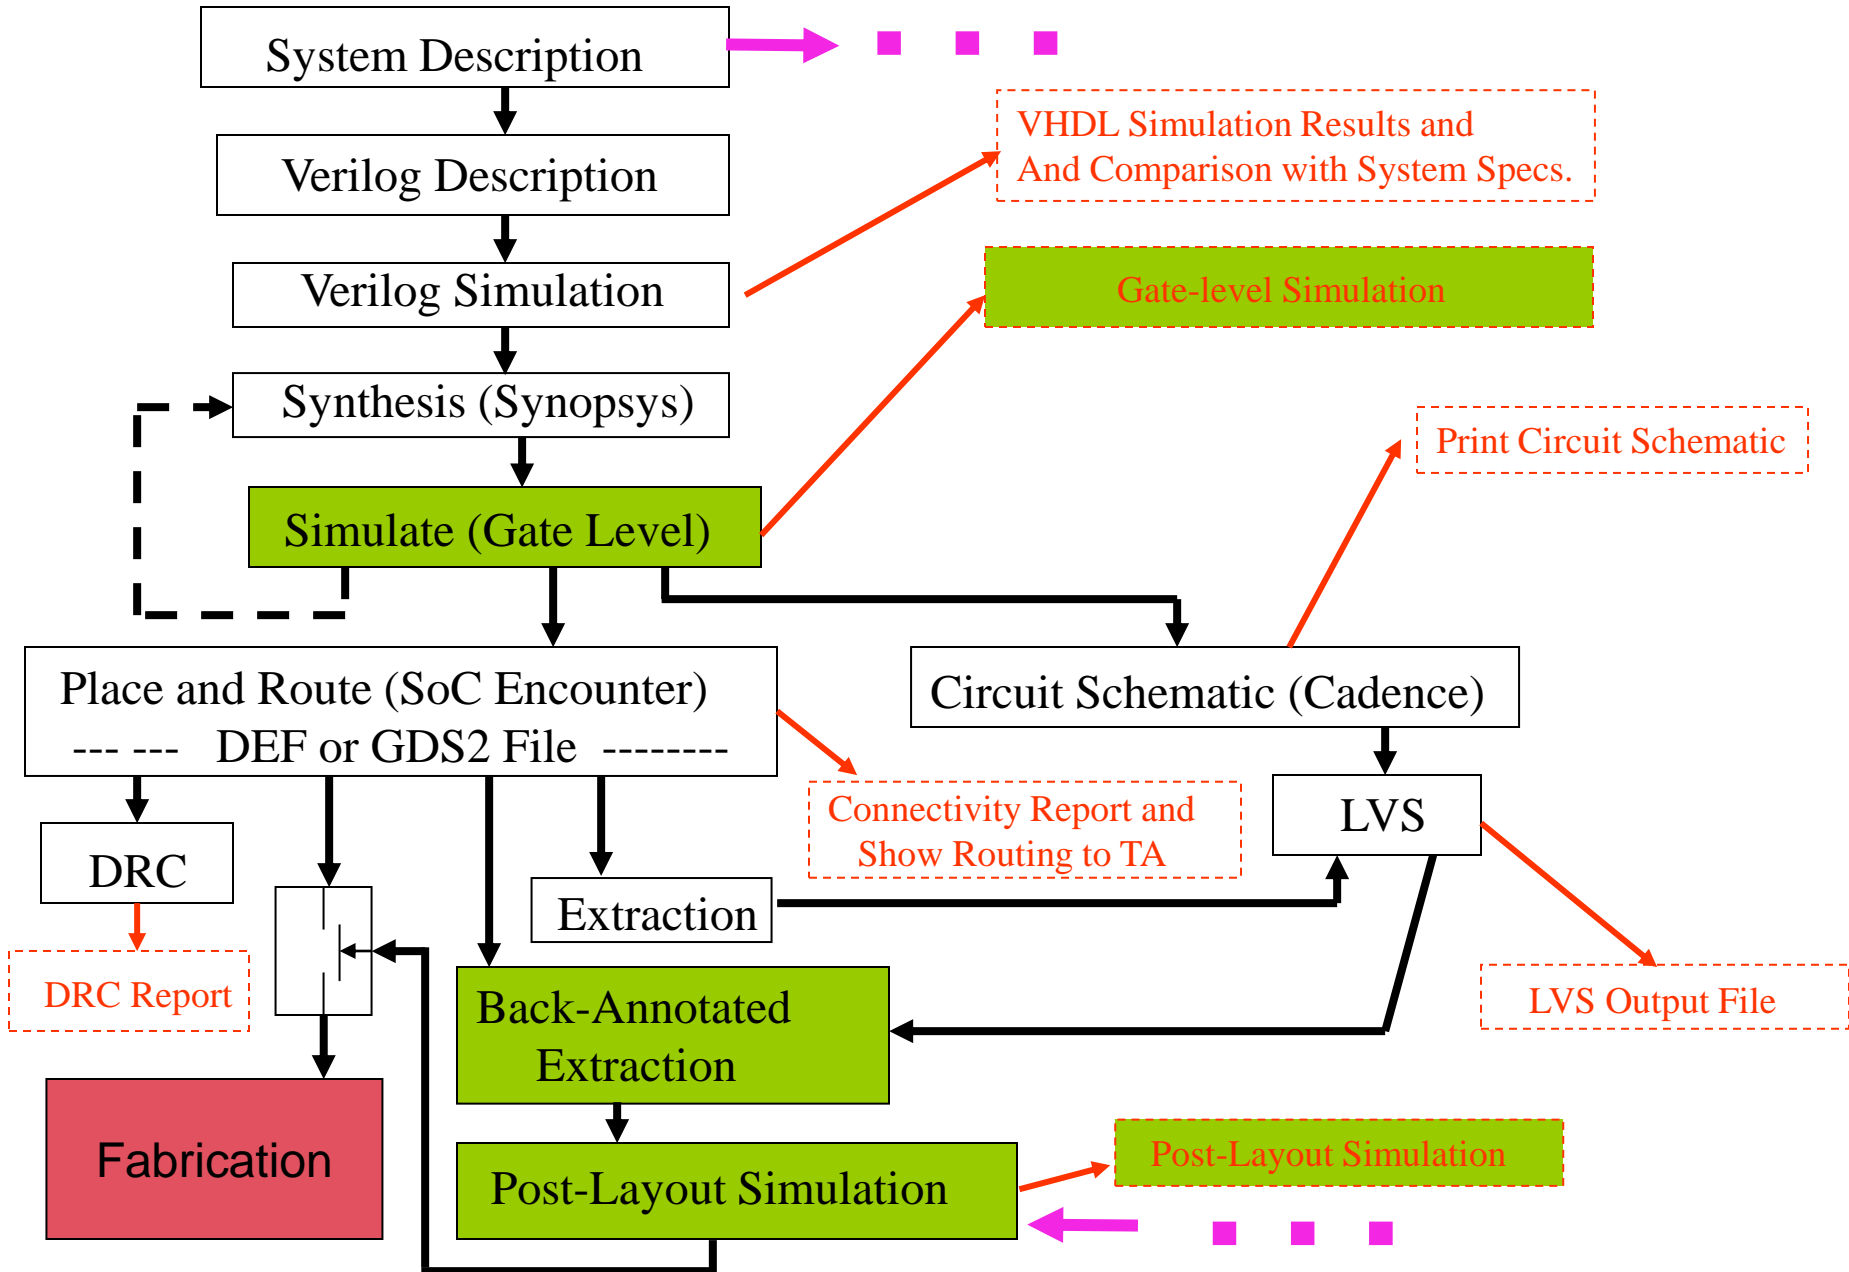 System Description
VHDL Simulation Results and
And Comparison with System Specs.
Verilog Description
Verilog Simulation
Gate-level Simulation
Synthesis (Synopsys)
Print Circuit Schematic
Simulate (Gate Level)
Place and Route (SoC Encounter)
--- --- DEF or GDS2 File --------
Circuit Schematic (Cadence)
Connectivity Report and
Show Routing to TA
LVS
DRC
Extraction
DRC Report
LVS Output File
Back-Annotated
Extraction
Fabrication
Post-Layout Simulation
Post-Layout Simulation